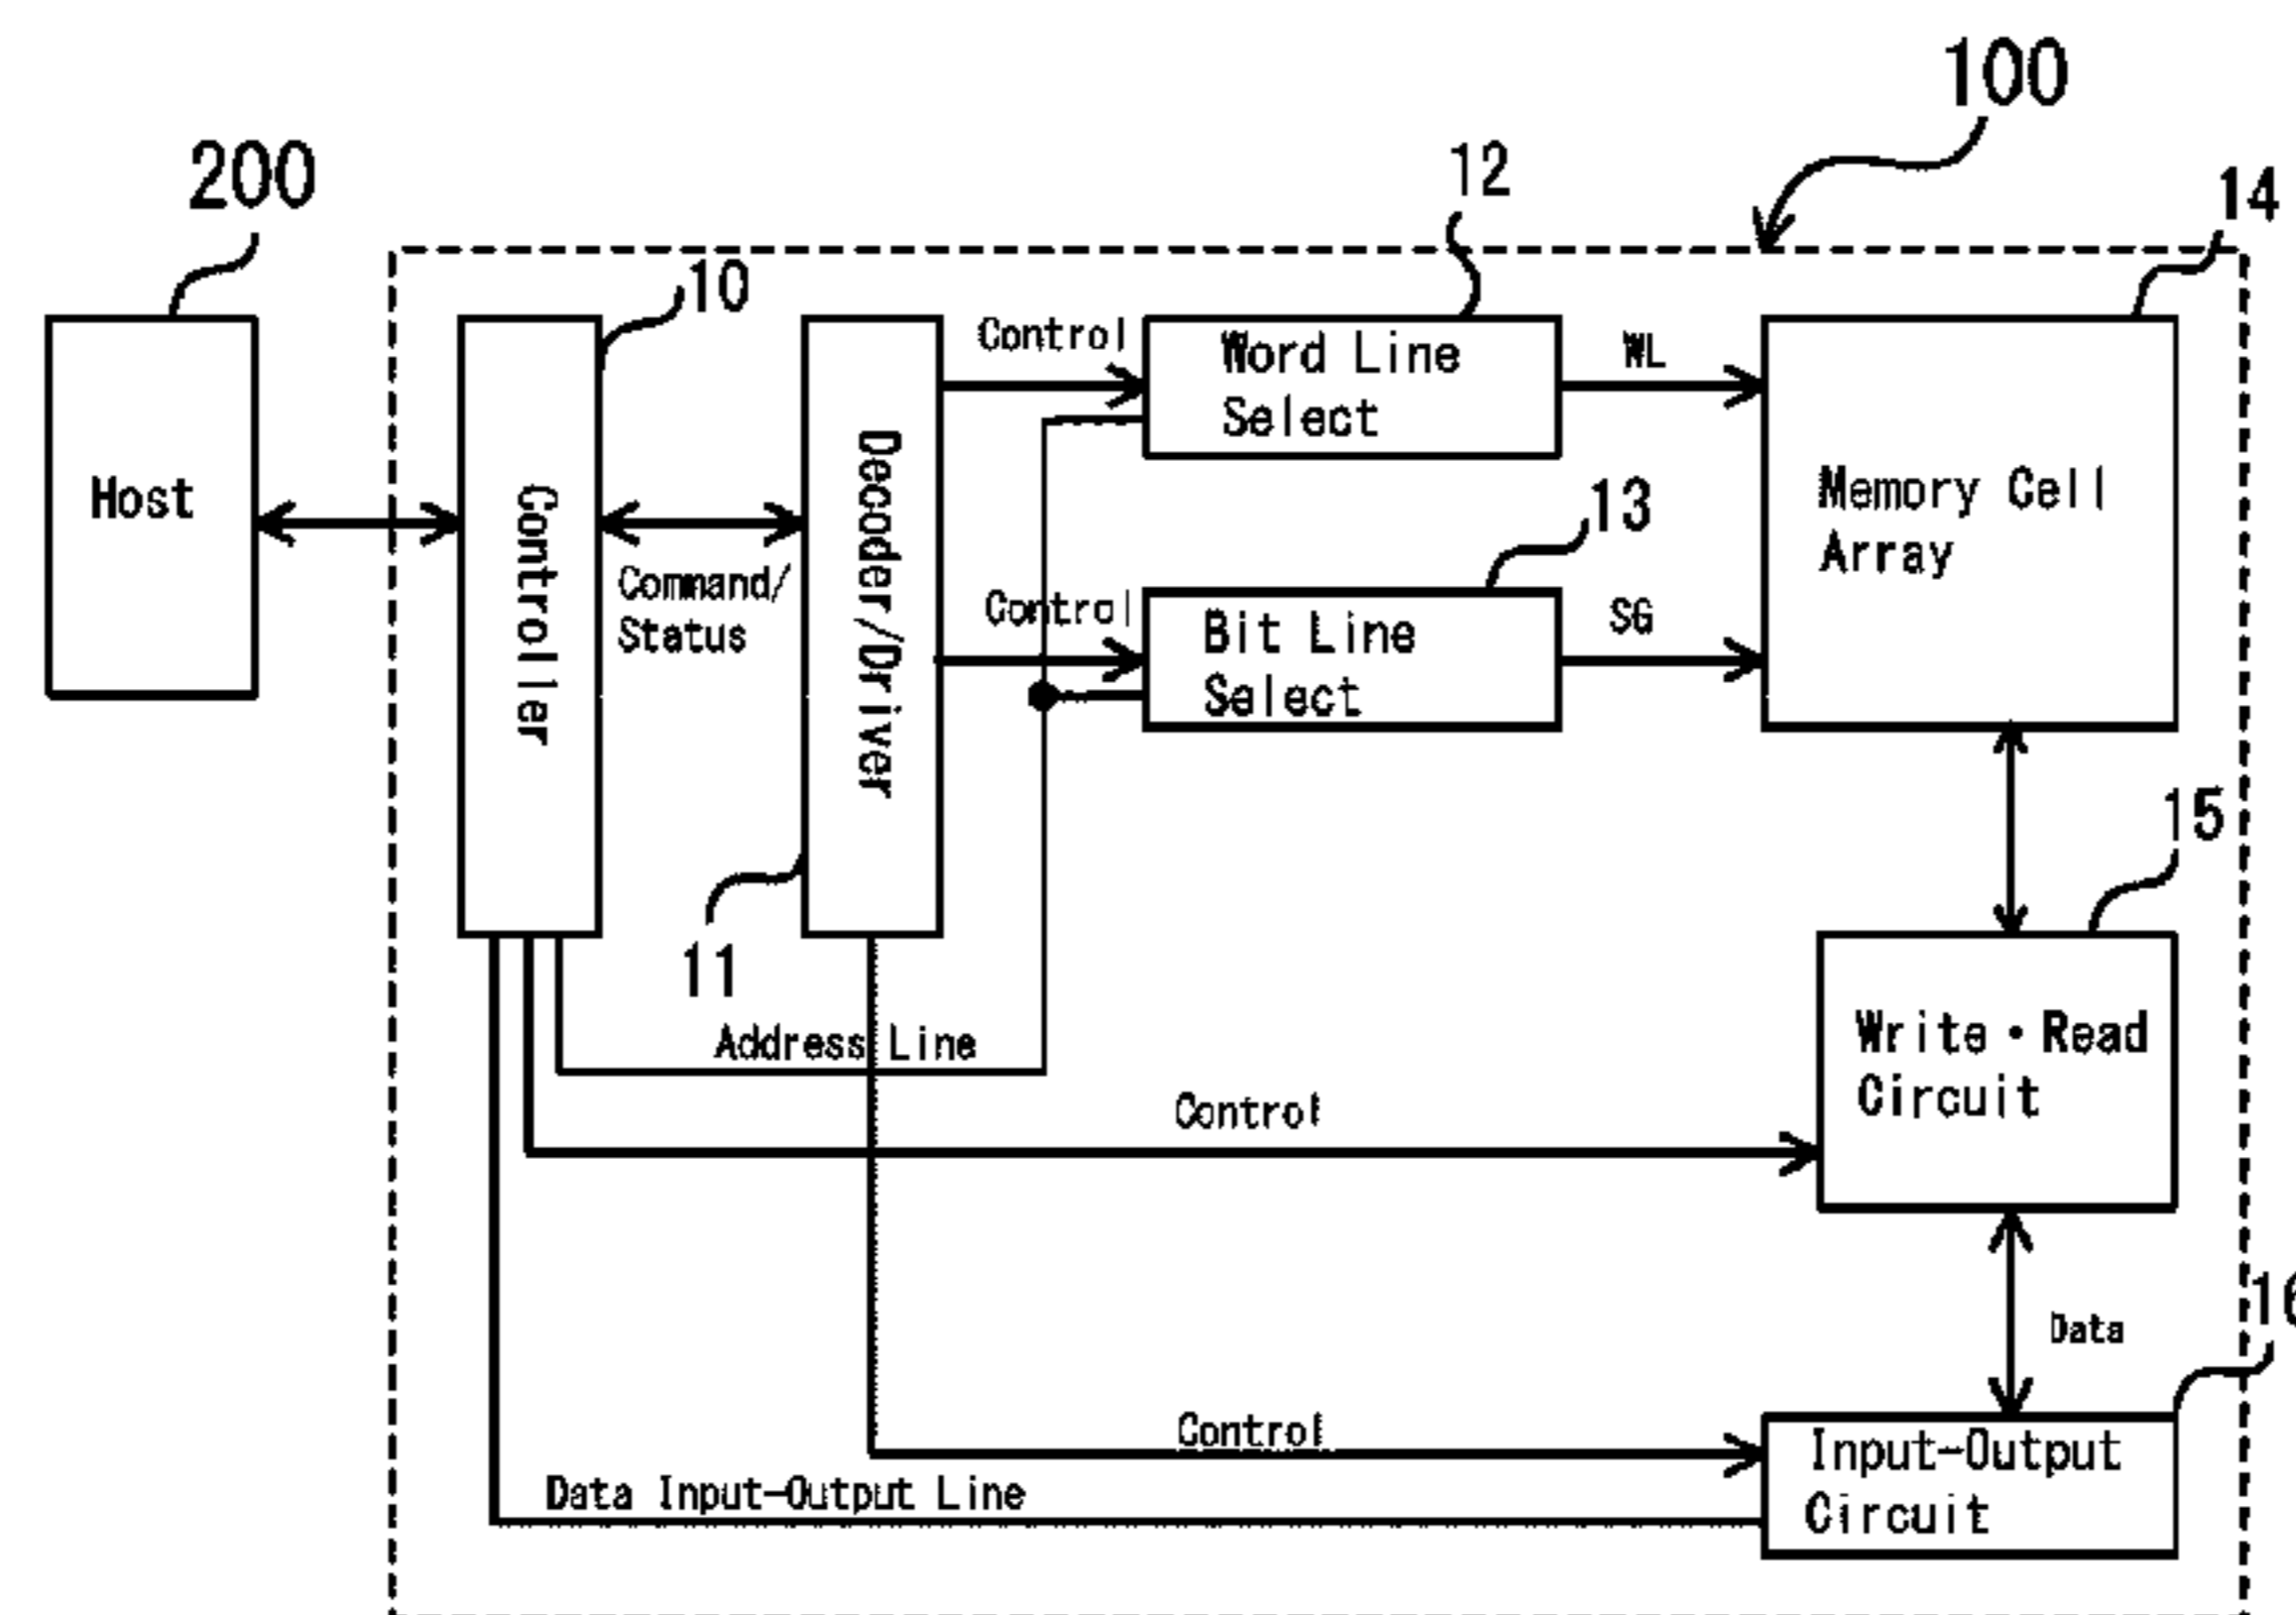 100
200
12
14
10
Control
Word Line
Select
WL
Host
Controller
Command/
Status
Decoder/Driver
Memory Cell
Array
13
Control
Bit Line
Select
SG
15
11
Address Line
Write・Read
Circuit
Control
16
Data
Control
Input-Output
Circuit
Data Input-Output Line